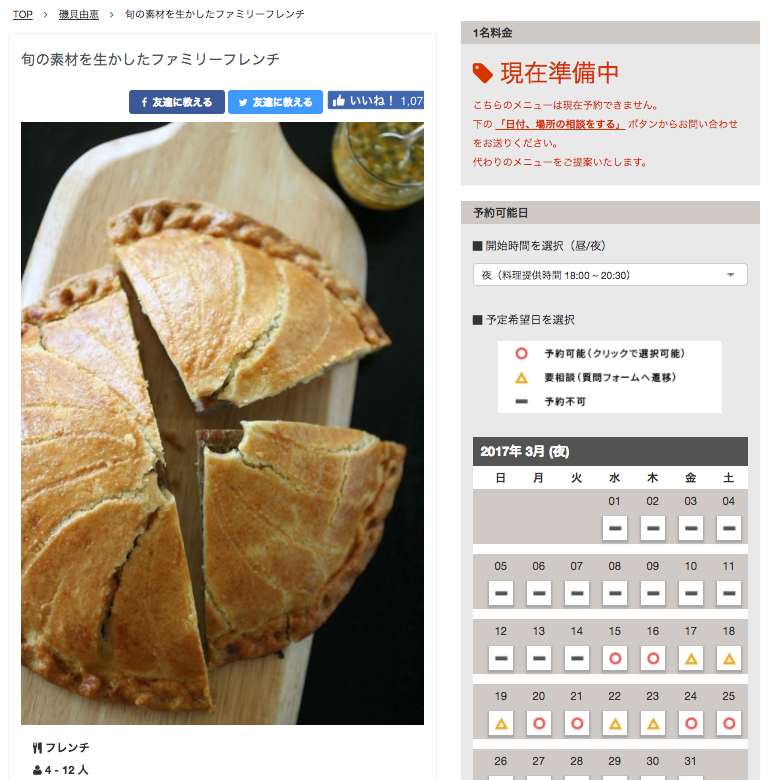 TOP › 磯貝由恵 › 旬の素材を生かしたファミリーフレンチ
旬の素材を生かしたファミリーフレンチ
友達に教える 友達に教える いいね！ 1,07
フレンチ
4 - 12 人
1名料金
現在準備中
こちらのメニューは現在予約できません。
下の 「日付、場所の相談をする」 ボタンからお問い合わせ
をお送りください。
代わりのメニューをご提案いたします。
予約可能日
■ 開始時間を選択（昼/夜）
夜（料理提供時間 18:00 ~ 20:30）
■ 予定希望日を選択
予約可能（クリックで選択可能）
要相談（質問フォームへ遷移）
予約不可
2017年 3月 (夜)
日 月 火 水 木 金 土
01 02 03 04
05 06 07 08 09 10 11
12 13 14 15 16 17 18
19 20 21 22 23 24 25
26 27 28 29 30 31